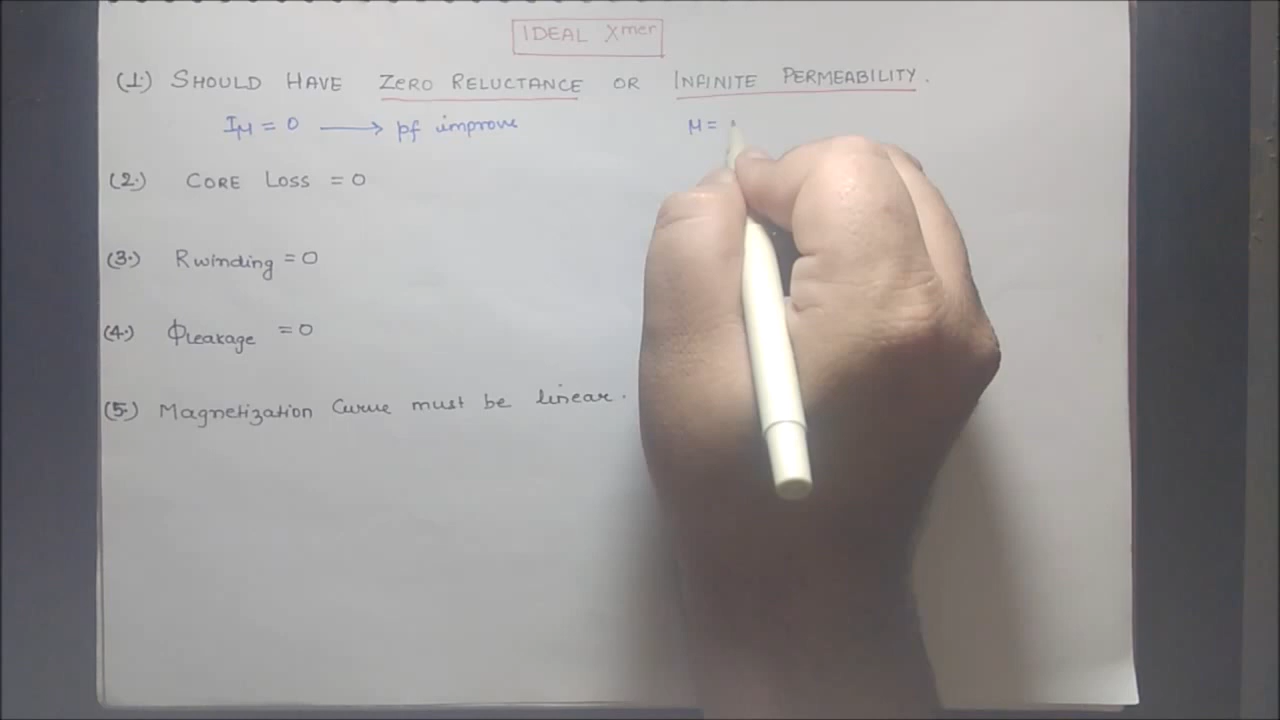 IDEAL Xmer
(1.) SHOULD HAVE ZERO RELUCTANCE OR INFINITE PERMEABILITY.
Iμ = 0 ⟶ pf improve μ =
(2.) CORE LOSS = 0
(3.) Rwinding = 0
(4.) Φleakage = 0
(5.) Magnetization Curve must be linear.